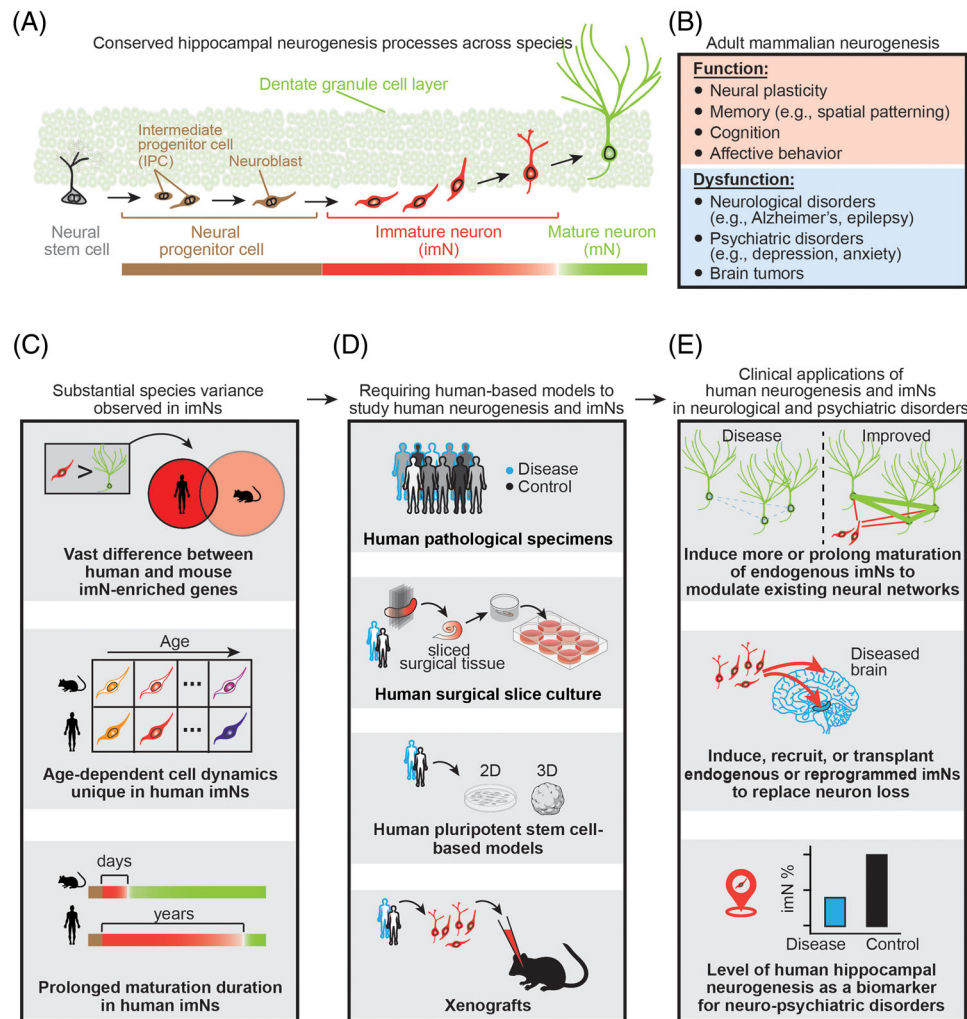 (A)
Conserved hippocampal neurogenesis processes across species
Dentate granule cell layer
Intermediate
progenitor cell
(IPC)
Neuroblast
Neural
stem cell
Neural
progenitor cell
Immature neuron
(imN)
Mature neuron
(mN)
(B)
Adult mammalian neurogenesis
Function:
● Neural plasticity
● Memory (e.g., spatial patterning)
● Cognition
● Affective behavior
Dysfunction:
● Neurological disorders
(e.g., Alzheimer's, epilepsy)
● Psychiatric disorders
(e.g., depression, anxiety)
● Brain tumors
(C)
Substantial species variance
observed in imNs
>
Vast difference between
human and mouse
imN-enriched genes
Age
...
...
Age-dependent cell dynamics
unique in human imNs
days
years
Prolonged maturation duration
in human imNs
(D)
Requiring human-based models to
study human neurogenesis and imNs
● Disease
● Control
Human pathological specimens
sliced
surgical tissue
Human surgical slice culture
2D
3D
Human pluripotent stem cell-
based models
Xenografts
(E)
Clinical applications of
human neurogenesis and imNs
in neurological and psychiatric disorders
Disease
Improved
Induce more or prolong maturation
of endogenous imNs to
modulate existing neural networks
Diseased
brain
Induce, recruit, or transplant
endogenous or reprogrammed imNs
to replace neuron loss
imN %
Disease
Control
Level of human hippocampal
neurogenesis as a biomarker
for neuro-psychiatric disorders